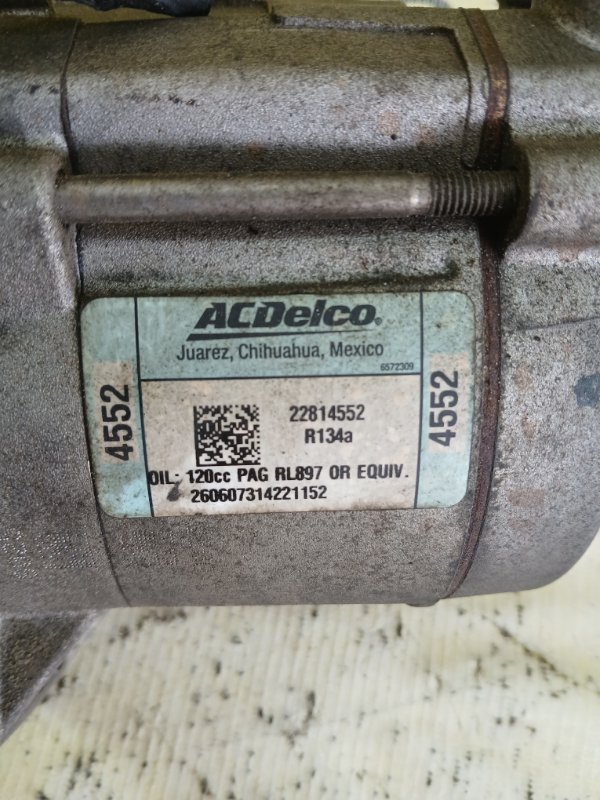 ACDelco®
Juarez, Chihuahua, Mexico
6572309
4552
22814552
R134a
4552
OIL- 120cc PAG RL897 OR EQUIV.
260607314221152